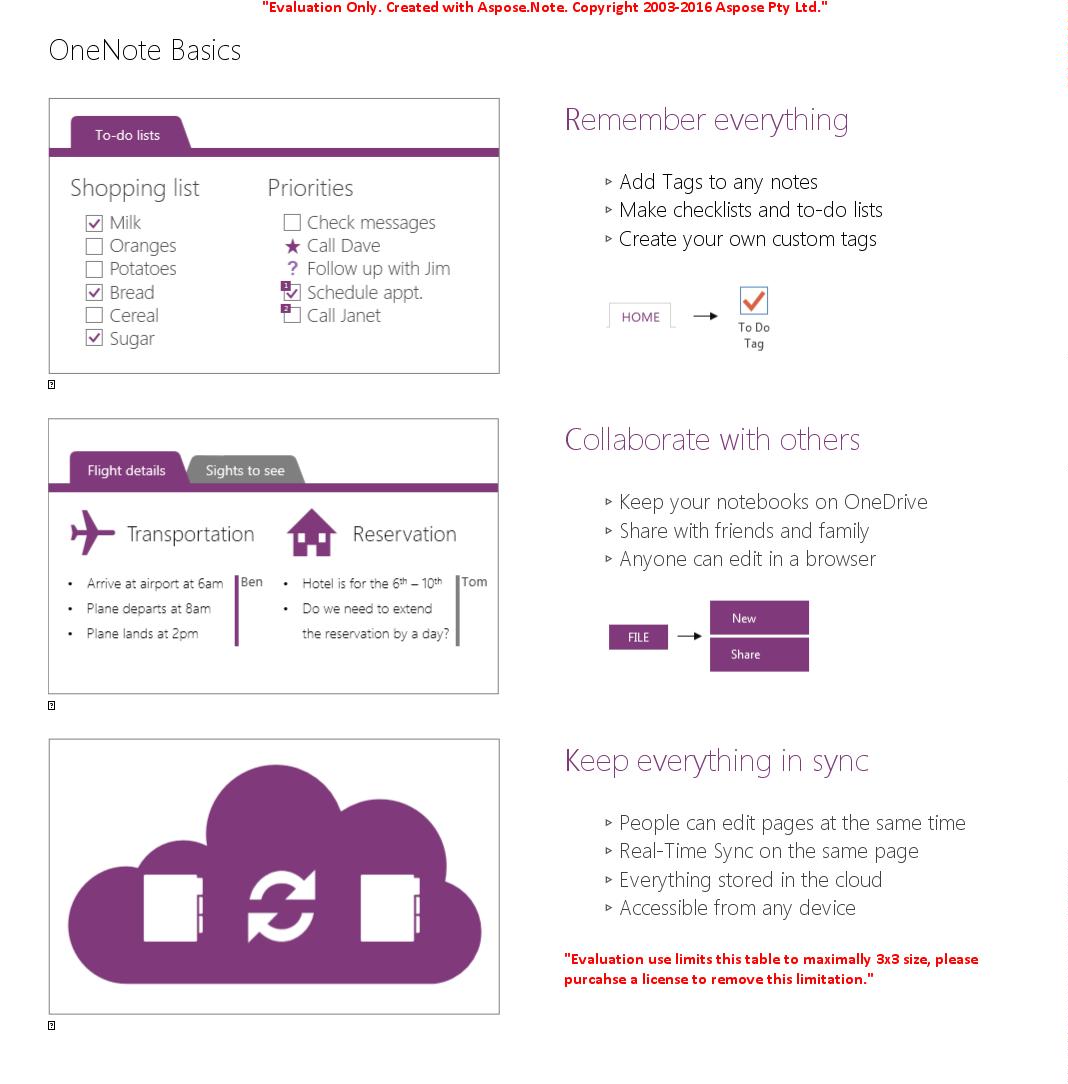 "Evaluation Only. Created with Aspose.Note. Copyright 2003-2016 Aspose Pty Ltd."
OneNote Basics
To-do lists
Shopping list
Milk
Oranges
Potatoes
Bread
Cereal
Sugar
Priorities
Check messages
Call Dave
? Follow up with Jim
1 Schedule appt.
2 Call Janet
Remember everything
Add Tags to any notes
Make checklists and to-do lists
Create your own custom tags
HOME
To Do
Tag
Flight details
Sights to see
Transportation
• Arrive at airport at 6am
• Plane departs at 8am
• Plane lands at 2pm
Ben
Reservation
• Hotel is for the 6th – 10th
• Do we need to extend
the reservation by a day?
Tom
Collaborate with others
Keep your notebooks on OneDrive
Share with friends and family
Anyone can edit in a browser
FILE
New
Share
Keep everything in sync
People can edit pages at the same time
Real-Time Sync on the same page
Everything stored in the cloud
Accessible from any device
"Evaluation use limits this table to maximally 3x3 size, please
purcahse a license to remove this limitation."